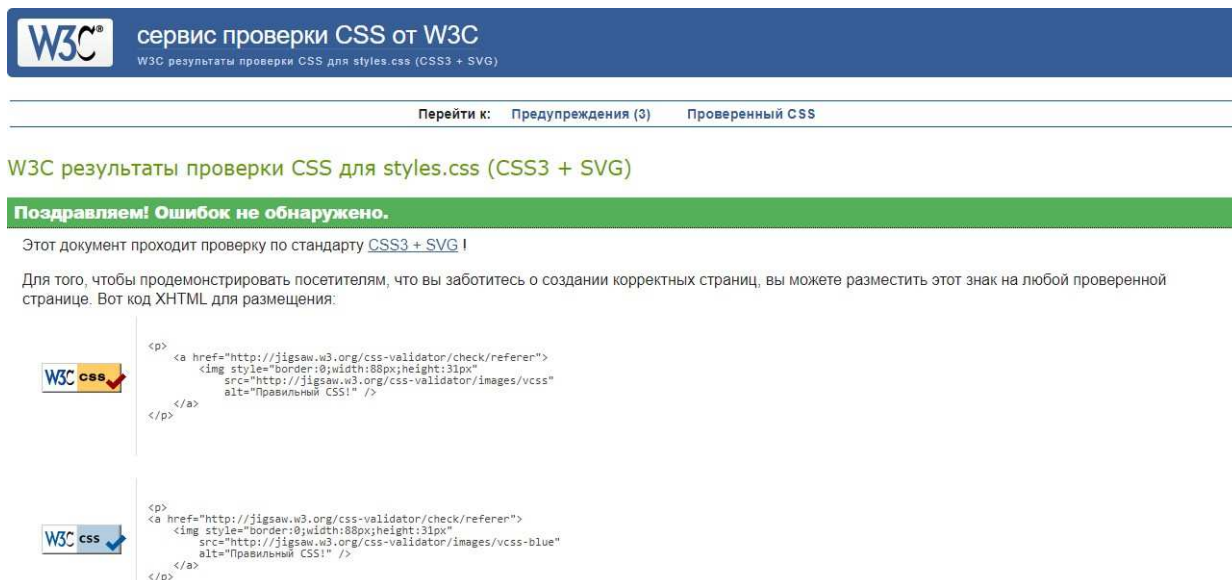 W3C®
сервис проверки CSS от W3C
W3C результаты проверки CSS для styles.css (CSS3 + SVG)
Перейти к: Предупреждения (3) Проверенный CSS
W3C результаты проверки CSS для styles.css (CSS3 + SVG)
Поздравляем! Ошибок не обнаружено.
Этот документ проходит проверку по стандарту CSS3 + SVG !
Для того, чтобы продемонстрировать посетителям, что вы заботитесь о создании корректных страниц, вы можете разместить этот знак на любой проверенной
странице. Вот код XHTML для размещения:
W3C css
<p>
<a href="http://jigsaw.w3.org/css-validator/check/referer">
<img style="border:0;width:88px;height:31px"
src="http://jigsaw.w3.org/css-validator/images/vcss"
alt="Правильный CSS!" />
</a>
</p>
W3C css
<p>
<a href="http://jigsaw.w3.org/css-validator/check/referer">
<img style="border:0;width:88px;height:31px"
src="http://jigsaw.w3.org/css-validator/images/vcss-blue"
alt="Правильный CSS!" />
</a>
</p>